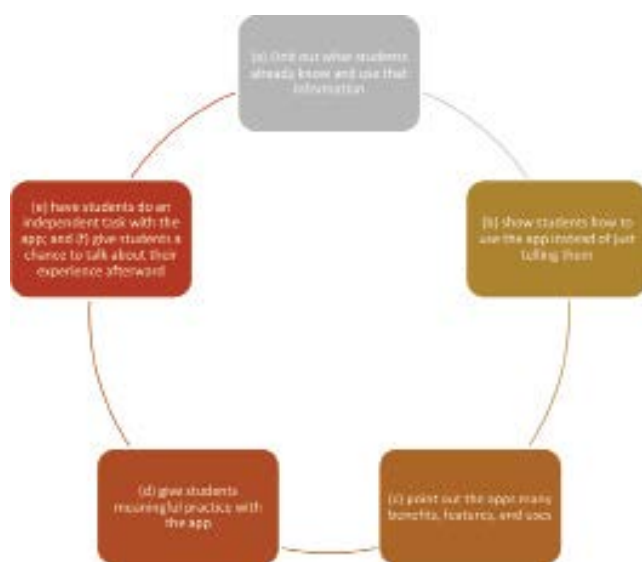 (a) find out what students
already know and use that
information
(b) show students how to
use the app instead of just
telling them
(c) point out the apps many
benefits, features, and uses
(d) give students
meaningful practice with
the app
(e) have students do an
independent task with the
app; and (f) give students a
chance to talk about their
experience afterward